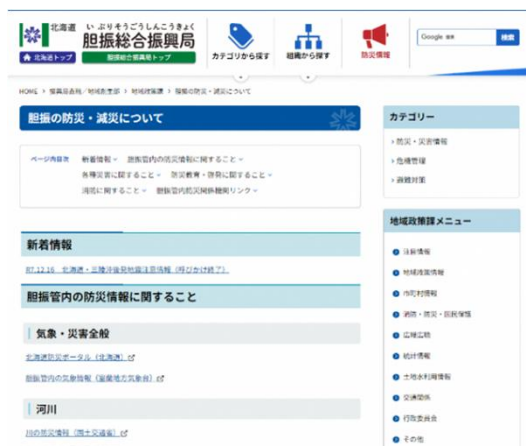 北海道
いぶりそうごうしんこうきょく
胆振総合振興局
北海道トップ
胆振総合振興局トップ
カテゴリから探す
組織から探す
防災情報
Google 検索
検索
HOME › 振興局各局/地域創生部 › 地域政策課 › 胆振の防災・減災について
胆振の防災・減災について
ページ内目次
新着情報
胆振管内の防災情報に関すること
各種災害に関すること
防災教育・啓発に関すること
消防に関すること
胆振管内防災関係機関リンク
新着情報
R7.12.16 北海道・三陸沖後発地震注意情報(呼びかけ終了)
胆振管内の防災情報に関すること
気象・災害全般
北海道防災ポータル(北海道)
胆振管内の気象情報(室蘭地方気象台)
河川
川の防災情報(国土交通省)
カテゴリー
防災・災害情報
危機管理
避難対策
地域政策課メニュー
注目情報
地域政策情報
市町村情報
消防・防災・国民保護
広域広聴
統計情報
土地水利用情報
交通関係
行政委員会
その他